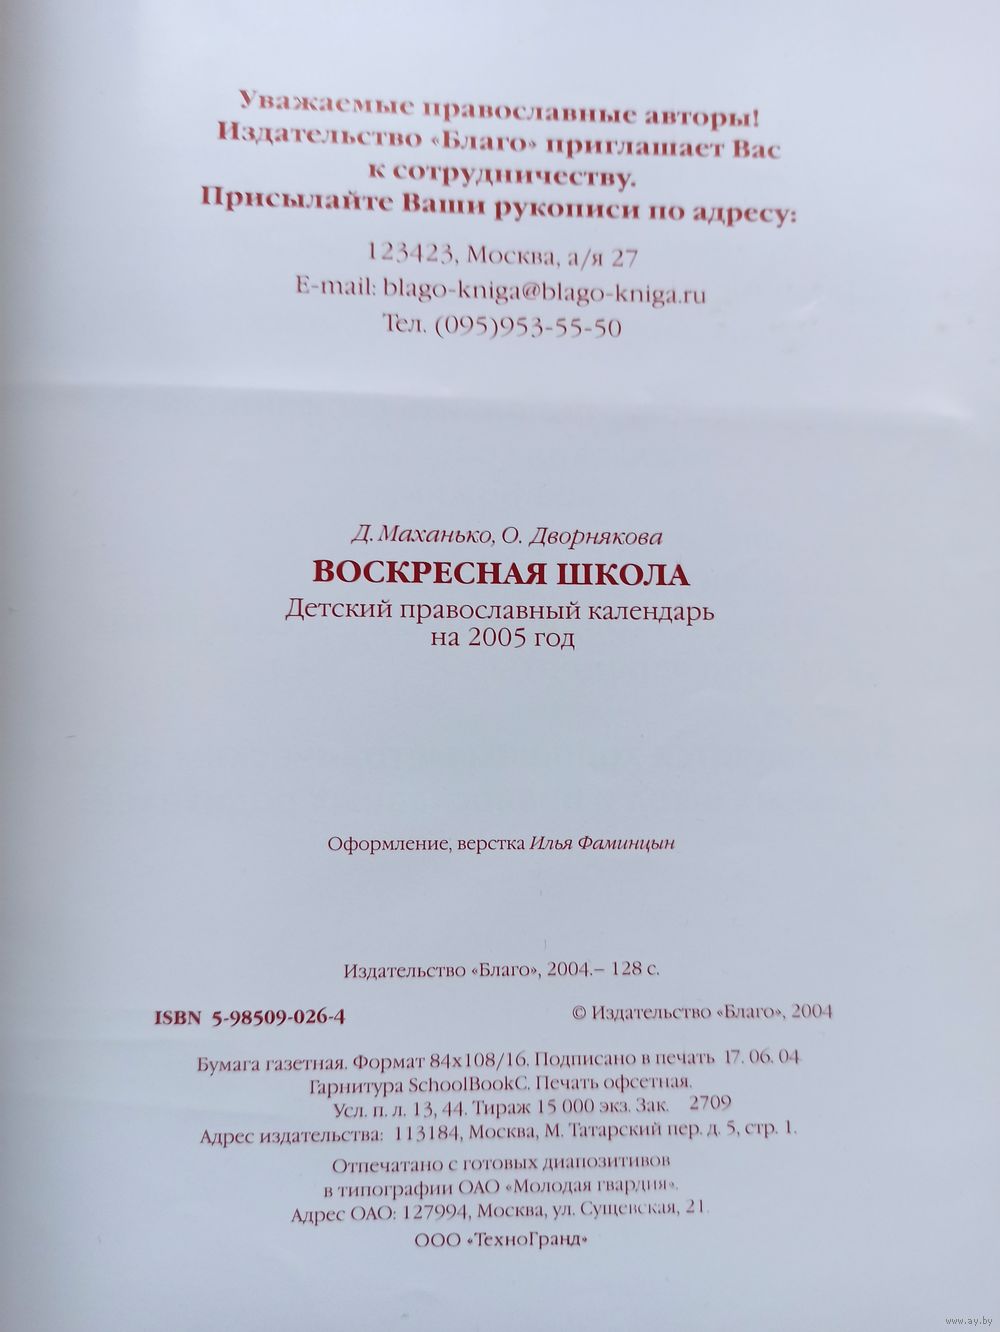 Уважаемые православные авторы!
Издательство «Благо» приглашает Вас
к сотрудничеству.
Присылайте Ваши рукописи по адресу:
123423, Москва, а/я 27
E-mail: blago-kniga@blago-kniga.ru
Тел. (095)953-55-50
Д. Маханько, О. Дворнякова
ВОСКРЕСНАЯ ШКОЛА
Детский православный календарь
на 2005 год
Оформление, верстка Илья Фаминцын
Издательство «Благо», 2004.– 128 с.
ISBN 5-98509-026-4
© Издательство «Благо», 2004
Бумага газетная. Формат 84х108/16. Подписано в печать 17. 06. 04
Гарнитура SchoolBookC. Печать офсетная.
Усл. п. л. 13, 44. Тираж 15 000 экз. Зак. 2709
Адрес издательства: 113184, Москва, М. Татарский пер. д. 5, стр. 1.
Отпечатано с готовых диапозитивов
в типографии ОАО «Молодая гвардия».
Адрес ОАО: 127994, Москва, ул. Сущевская, 21
ООО «ТехноГранд»
www.ay.by